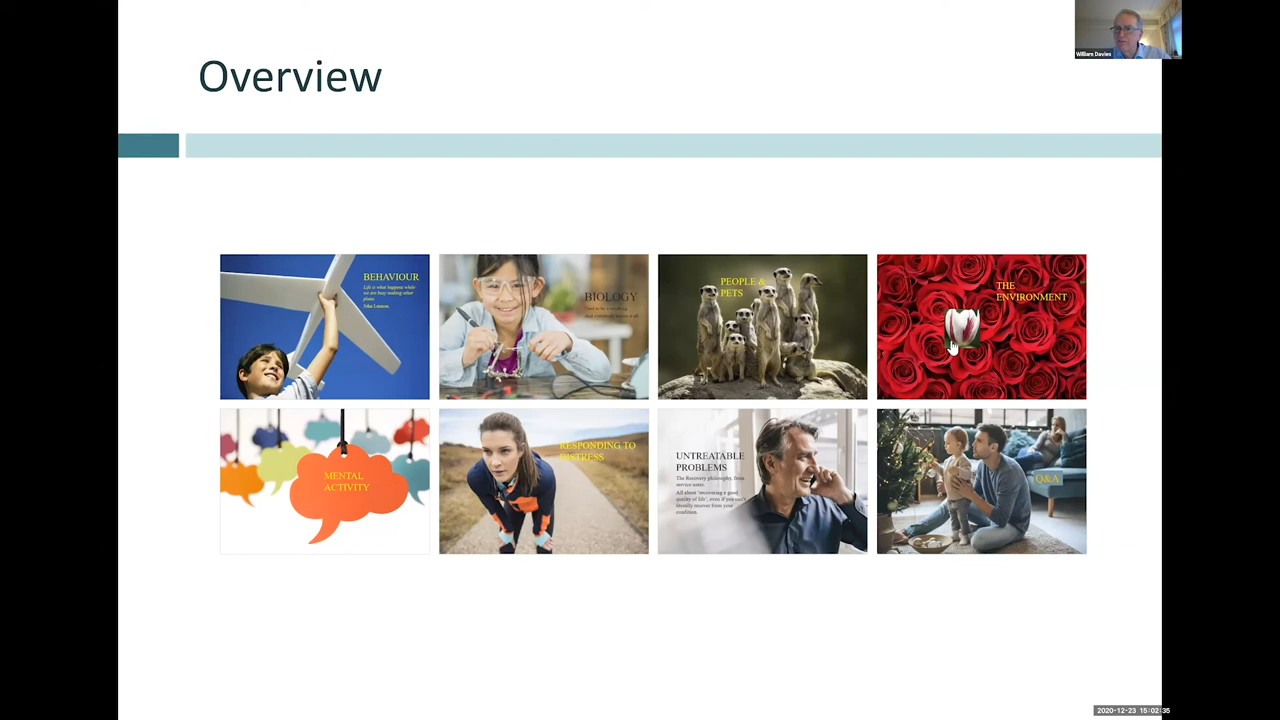 Overview
William Davies
BEHAVIOUR
Life is what happens while
we are busy making other
plans
John Lennon.
BIOLOGY
PEOPLE &
PETS
THE
ENVIRONMENT
MENTAL
ACTIVITY
RESPONDING TO
DISTRESS
UNTREATABLE
PROBLEMS
The Recovery philosophy, from
service users.
All about 'recovering a good
quality of life', even if you can't
literally recover from your
condition.
Q&A
2020-12-23 15:02:35